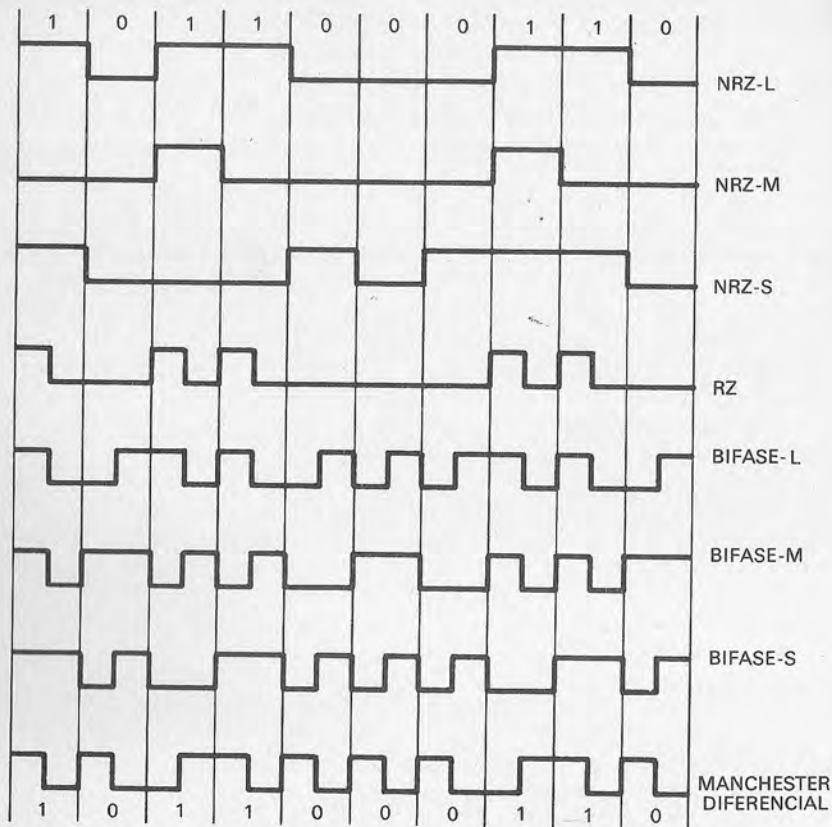 1 0 1 1 0 0 0 1 1 0
NRZ-L
NRZ-M
NRZ-S
RZ
BIFASE-L
BIFASE-M
BIFASE-S
MANCHESTER
DIFERENCIAL
1 0 1 1 0 0 0 1 1 0